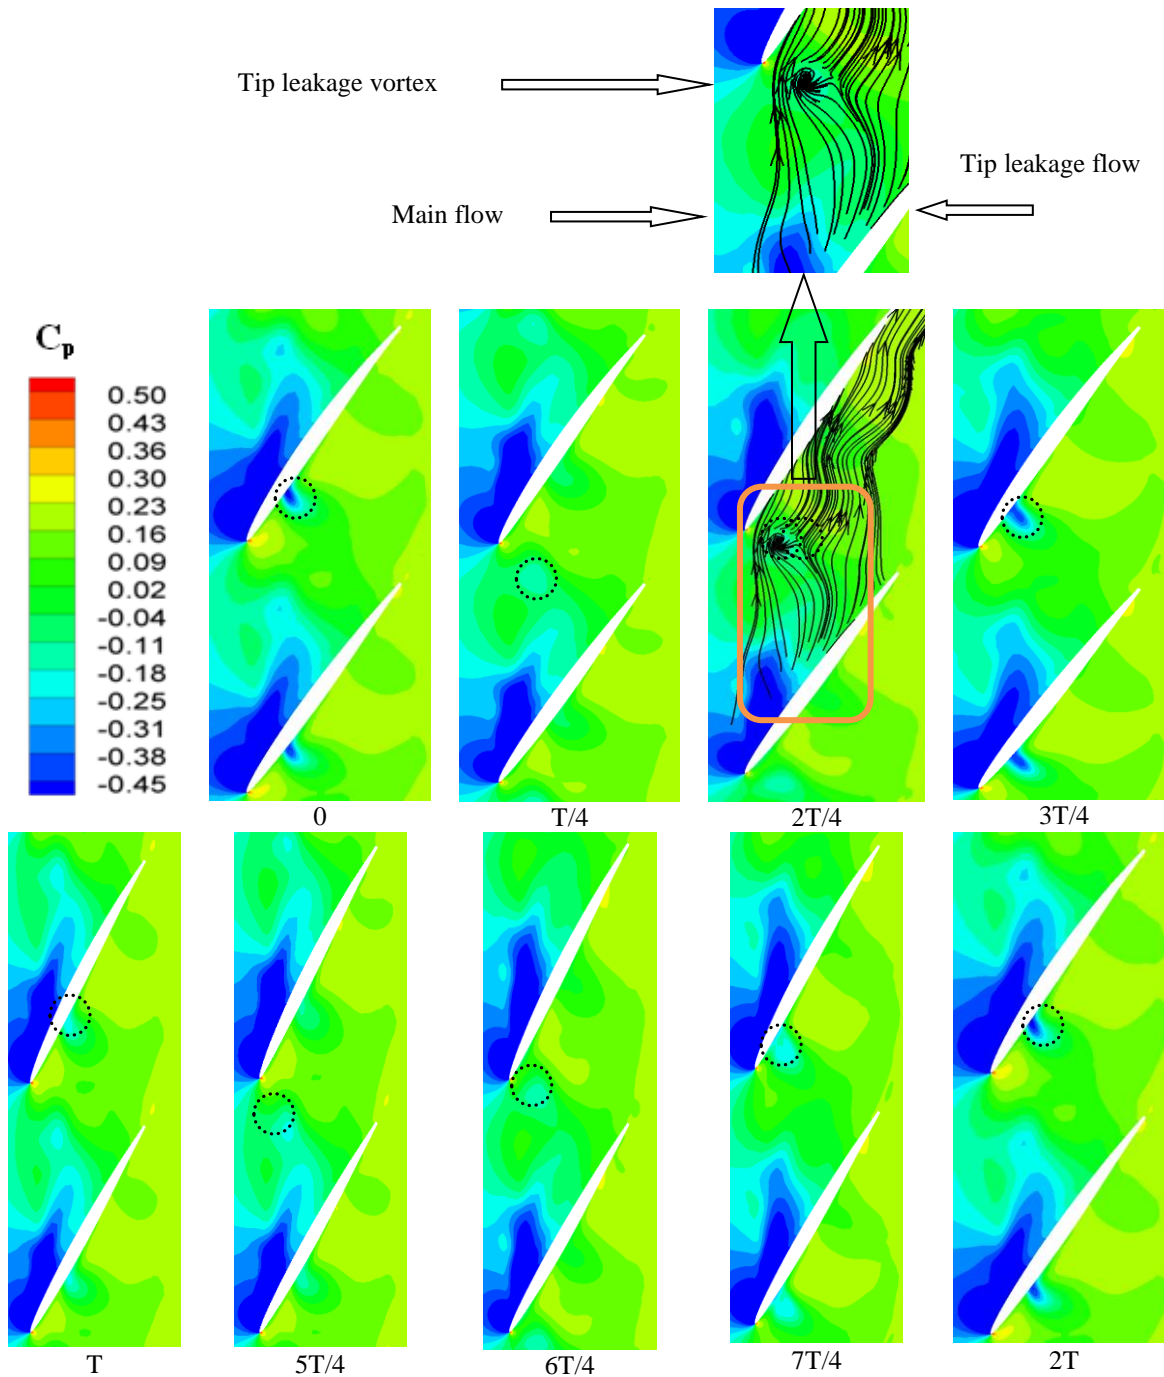 Tip leakage vortex
Tip leakage flow
Main flow
Cp
0.50
0.43
0.36
0.30
0.23
0.16
0.09
0.02
-0.04
-0.11
-0.18
-0.25
-0.31
-0.38
-0.45
0
T/4
2T/4
3T/4
T
5T/4
6T/4
7T/4
2T